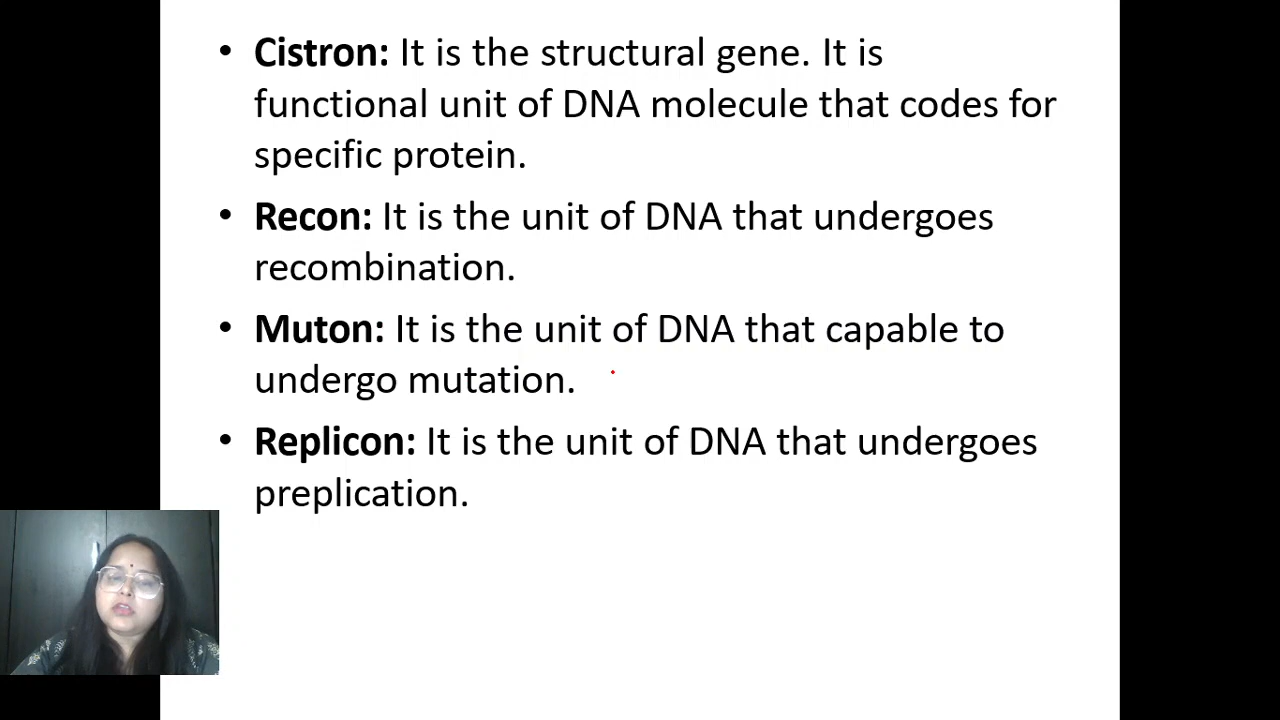 • Cistron: It is the structural gene. It is
functional unit of DNA molecule that codes for
specific protein.
• Recon: It is the unit of DNA that undergoes
recombination.
• Muton: It is the unit of DNA that capable to
undergo mutation.
• Replicon: It is the unit of DNA that undergoes
preplication.